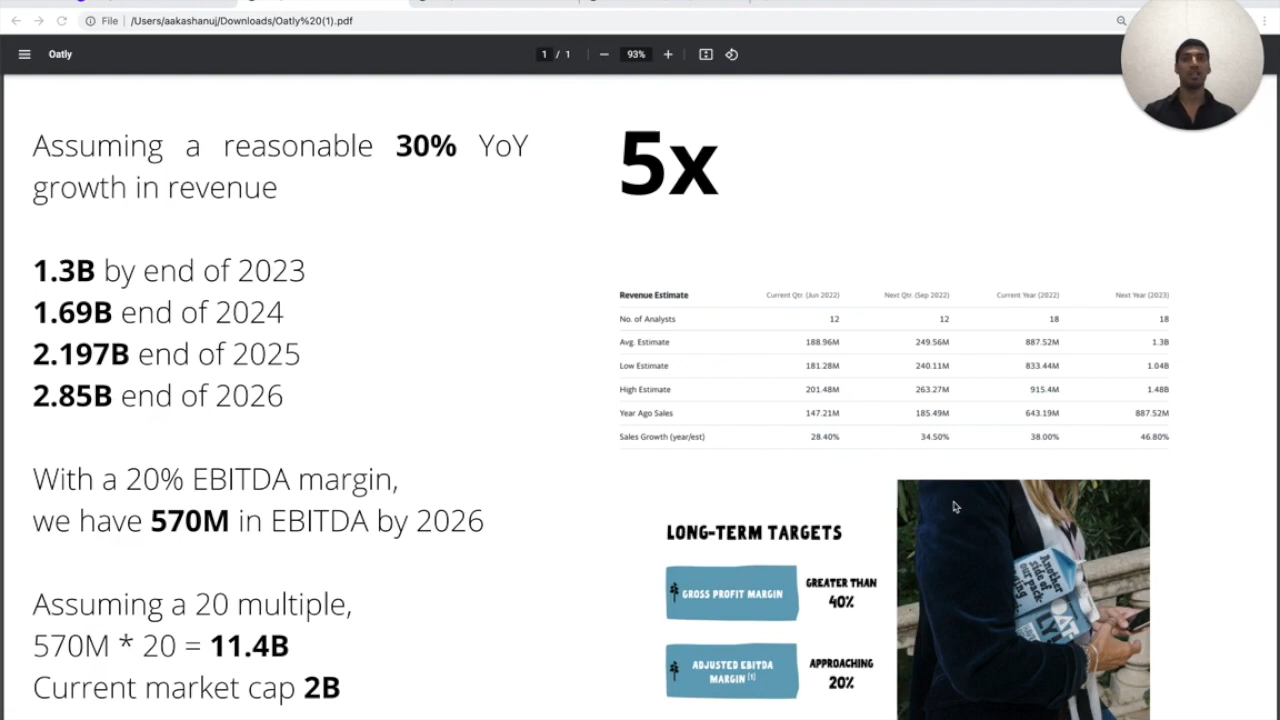 File
/Users/aakashanuj/Downloads/Oatly%20(1).pdf
Oatly
1 / 1
93%
Assuming a reasonable 30% YoY
growth in revenue
1.3B by end of 2023
1.69B end of 2024
2.197B end of 2025
2.85B end of 2026
With a 20% EBITDA margin,
we have 570M in EBITDA by 2026
Assuming a 20 multiple,
570M * 20 = 11.4B
Current market cap 2B
5x
Revenue Estimate Current Qtr. (Jun 2022) Next Qtr. (Sep 2022) Current Year (2022) Next Year (2023)
No. of Analysts 12 12 18 18
Avg. Estimate 188.96M 249.56M 887.52M 1.3B
Low Estimate 181.28M 240.11M 833.44M 1.04B
High Estimate 201.48M 263.27M 915.4M 1.48B
Year Ago Sales 147.21M 185.49M 643.19M 887.52M
Sales Growth (year/est) 28.40% 34.50% 38.00% 46.80%
LONG-TERM TARGETS
GROSS PROFIT MARGIN
GREATER THAN
40%
ADJUSTED EBITDA
MARGIN (1)
APPROACHING
20%
Another
side of
our pack-
OAT-
LY